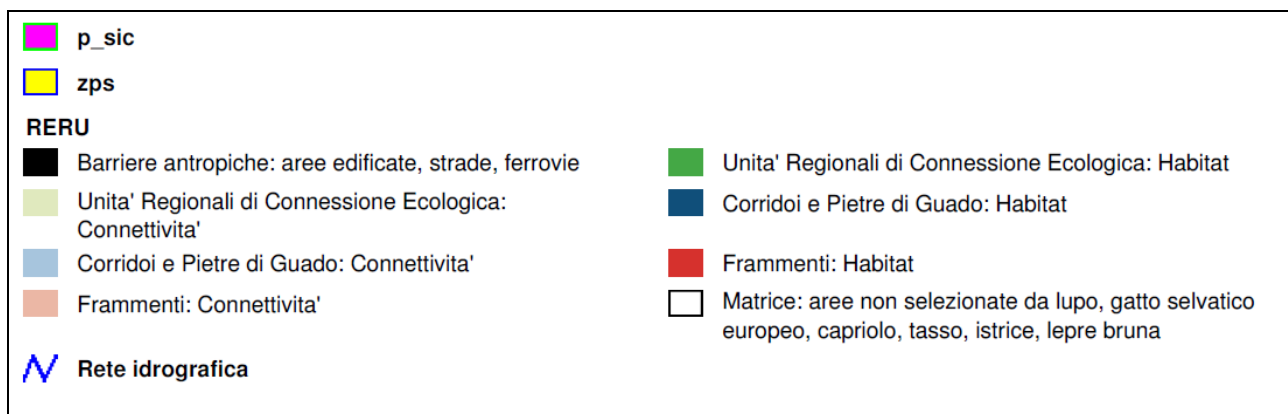 p_sic
zps
RERU
Barriere antropiche: aree edificate, strade, ferrovie
Unita' Regionali di Connessione Ecologica:
Connettivita'
Corridoi e Pietre di Guado: Connettivita'
Frammenti: Connettivita'
Unita' Regionali di Connessione Ecologica: Habitat
Corridoi e Pietre di Guado: Habitat
Frammenti: Habitat
Matrice: aree non selezionate da lupo, gatto selvatico
europeo, capriolo, tasso, istrice, lepre bruna
Rete idrografica